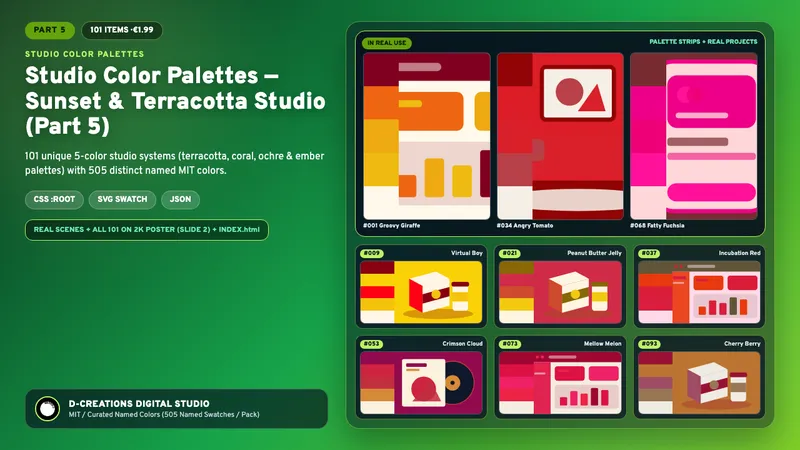 PART 5
101 ITEMS · €1.99
STUDIO COLOR PALETTES
Studio Color Palettes —
Sunset & Terracotta Studio
(Part 5)
101 unique 5-color studio systems (terracotta, coral, ochre & ember
palettes) with 505 distinct named MIT colors.
CSS :ROOT
SVG SWATCH
JSON
REAL SCENES + ALL 101 ON 2K POSTER (SLIDE 2) + INDEX.html
D-CREATIONS DIGITAL STUDIO
MIT / Curated Named Colors (505 Named Swatches / Pack)
IN REAL USE
PALETTE STRIPS + REAL PROJECTS
#001 Groovy Giraffe
#034 Angry Tomato
#068 Fatty Fuchsia
#009
Virtual Boy
#021
Peanut Butter Jelly
#037
Incubation Red
#053
Crimson Cloud
#073
Mellow Melon
#093
Cherry Berry